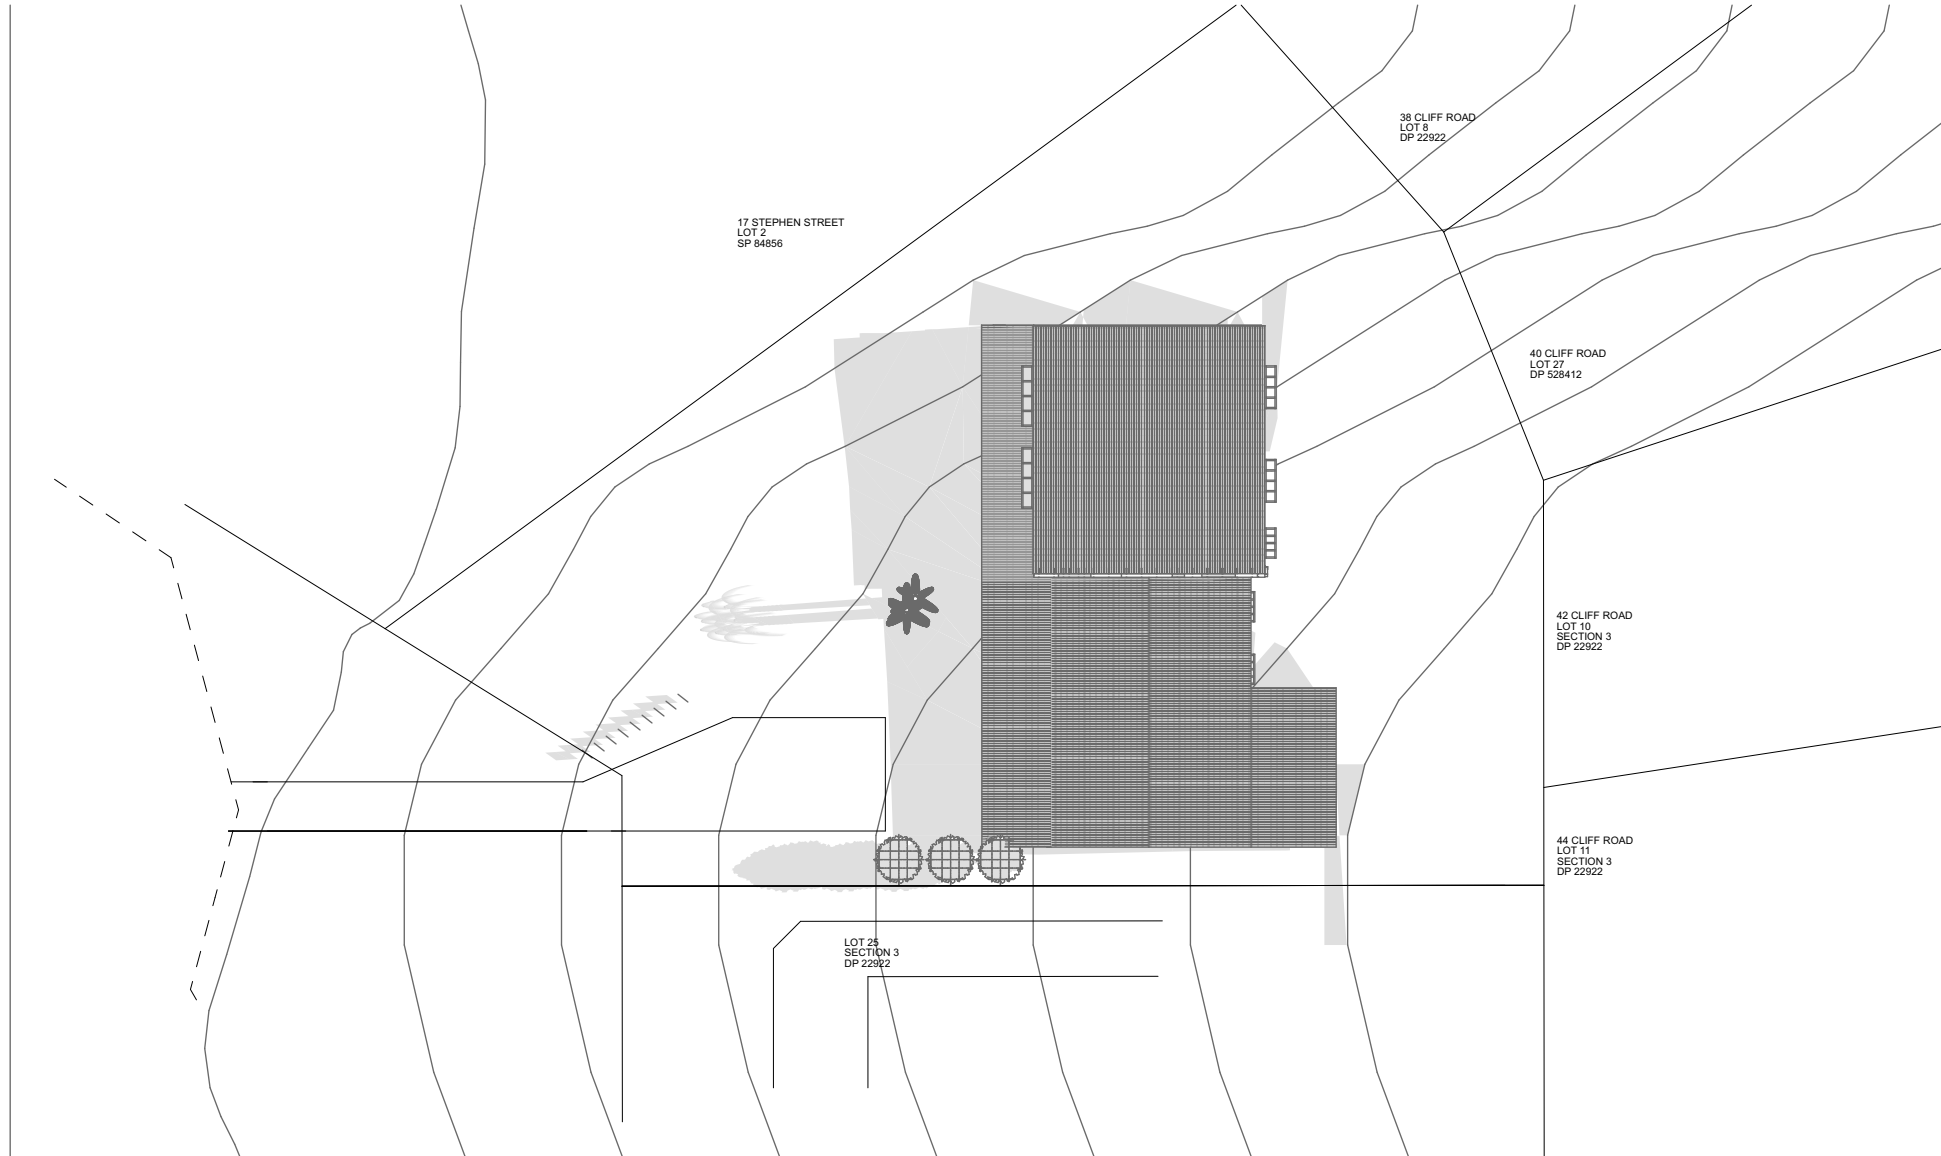 38 CLIFF ROAD
LOT 8
DP 22922
17 STEPHEN STREET
LOT 2
SP 84856
40 CLIFF ROAD
LOT 27
DP 528412
42 CLIFF ROAD
LOT 10
SECTION 3
DP 22922
44 CLIFF ROAD
LOT 11
SECTION 3
DP 22922
LOT 25
SECTION 3
DP 22922